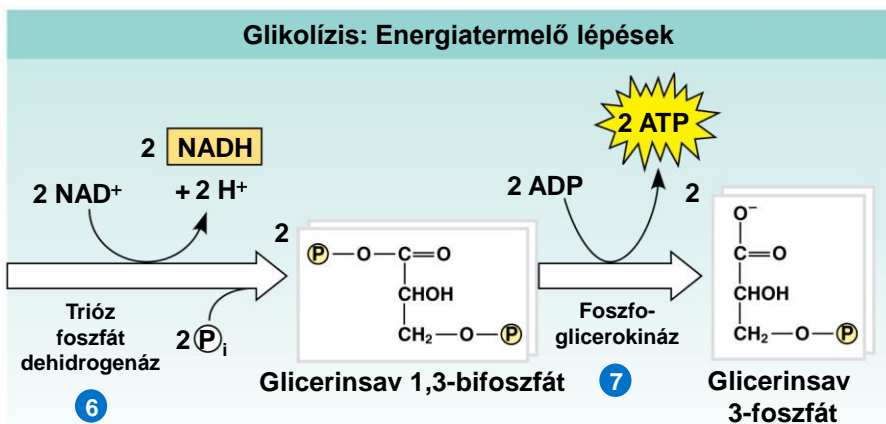 Glikolízis: Energiatermelő lépések
2 NADH
+ 2 H⁺
2 NAD⁺
2 ADP
2 ATP
2
P—O—C=O
CHOH
CH₂—O—P
2
O⁻
C=O
CHOH
CH₂—O—P
Trióz
foszfát
dehidrogenáz
6
2 Pᵢ
Glicerinsav 1,3-bifoszfát
Foszfo-
glicerokináz
7
Glicerinsav
3-foszfát